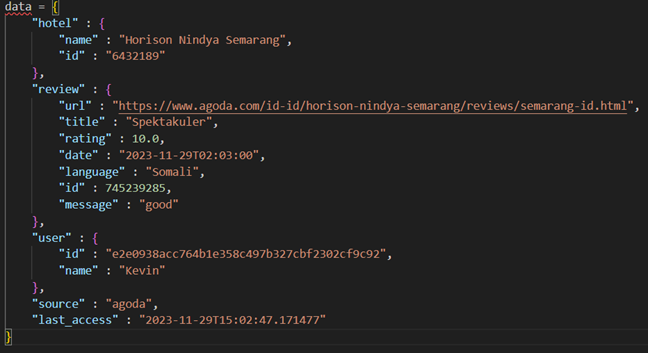 data = {
    "hotel" : {
        "name" : "Horison Nindya Semarang",
        "id" : "6432189"
    },
    "review" : {
        "url" : "https://www.agoda.com/id-id/horison-nindya-semarang/reviews/semarang-id.html",
        "title" : "Spektakuler",
        "rating" : 10.0,
        "date" : "2023-11-29T02:03:00",
        "language" : "Somali",
        "id" : 745239285,
        "message" : "good"
    },
    "user" : {
        "id" : "e2e0938acc764b1e358c497b327cbf2302cf9c92",
        "name" : "Kevin"
    },
    "source" : "agoda",
    "last_access" : "2023-11-29T15:02:47.171477"
}